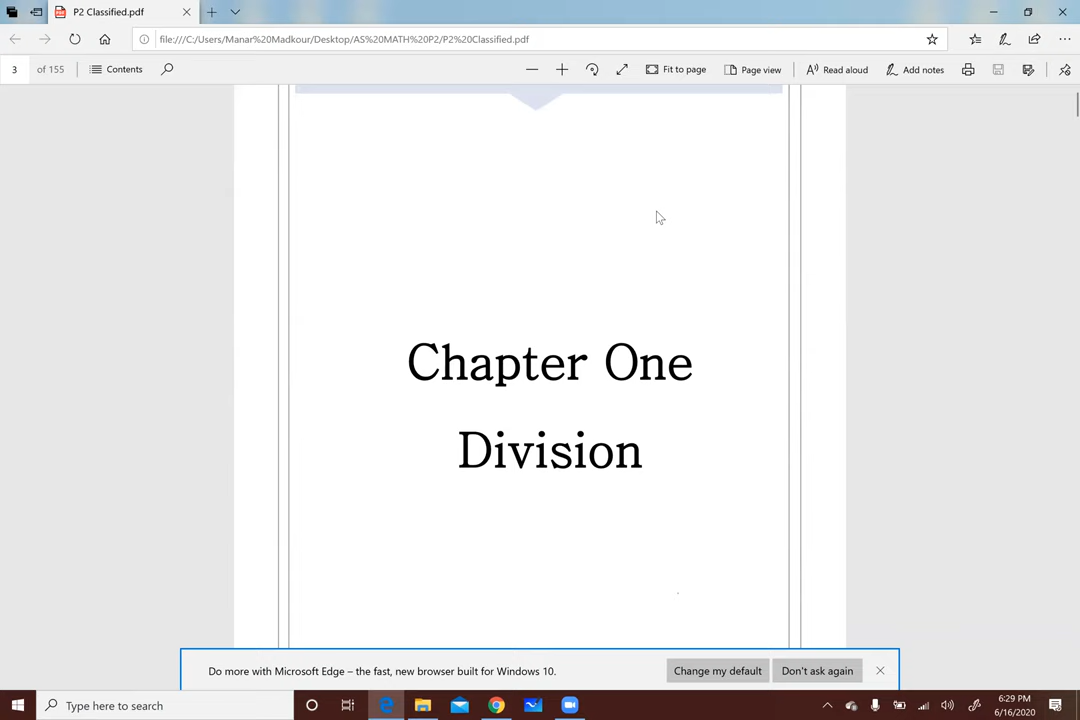 P2 Classified.pdf
file:///C:/Users/Manar%20Madkour/Desktop/AS%20MATH%20P2/P2%20Classified.pdf
3 of 155 Contents Fit to page Page view Read aloud Add notes
Chapter One
Division
Do more with Microsoft Edge – the fast, new browser built for Windows 10. Change my default Don't ask again
Type here to search
6:29 PM
6/16/2020